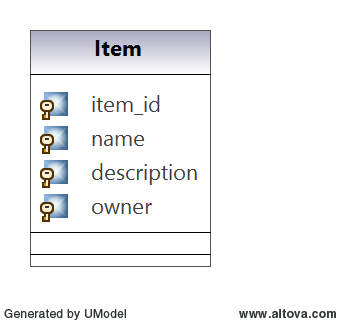 Item
item_id
name
description
owner
Generated by UModel www.altova.com